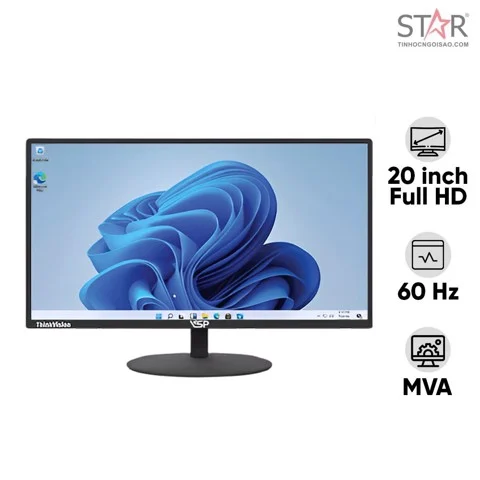 STAR
TINHOCNGOISAO.COM
20 inch
Full HD
60 Hz
MVA
ThinkVision
VSP